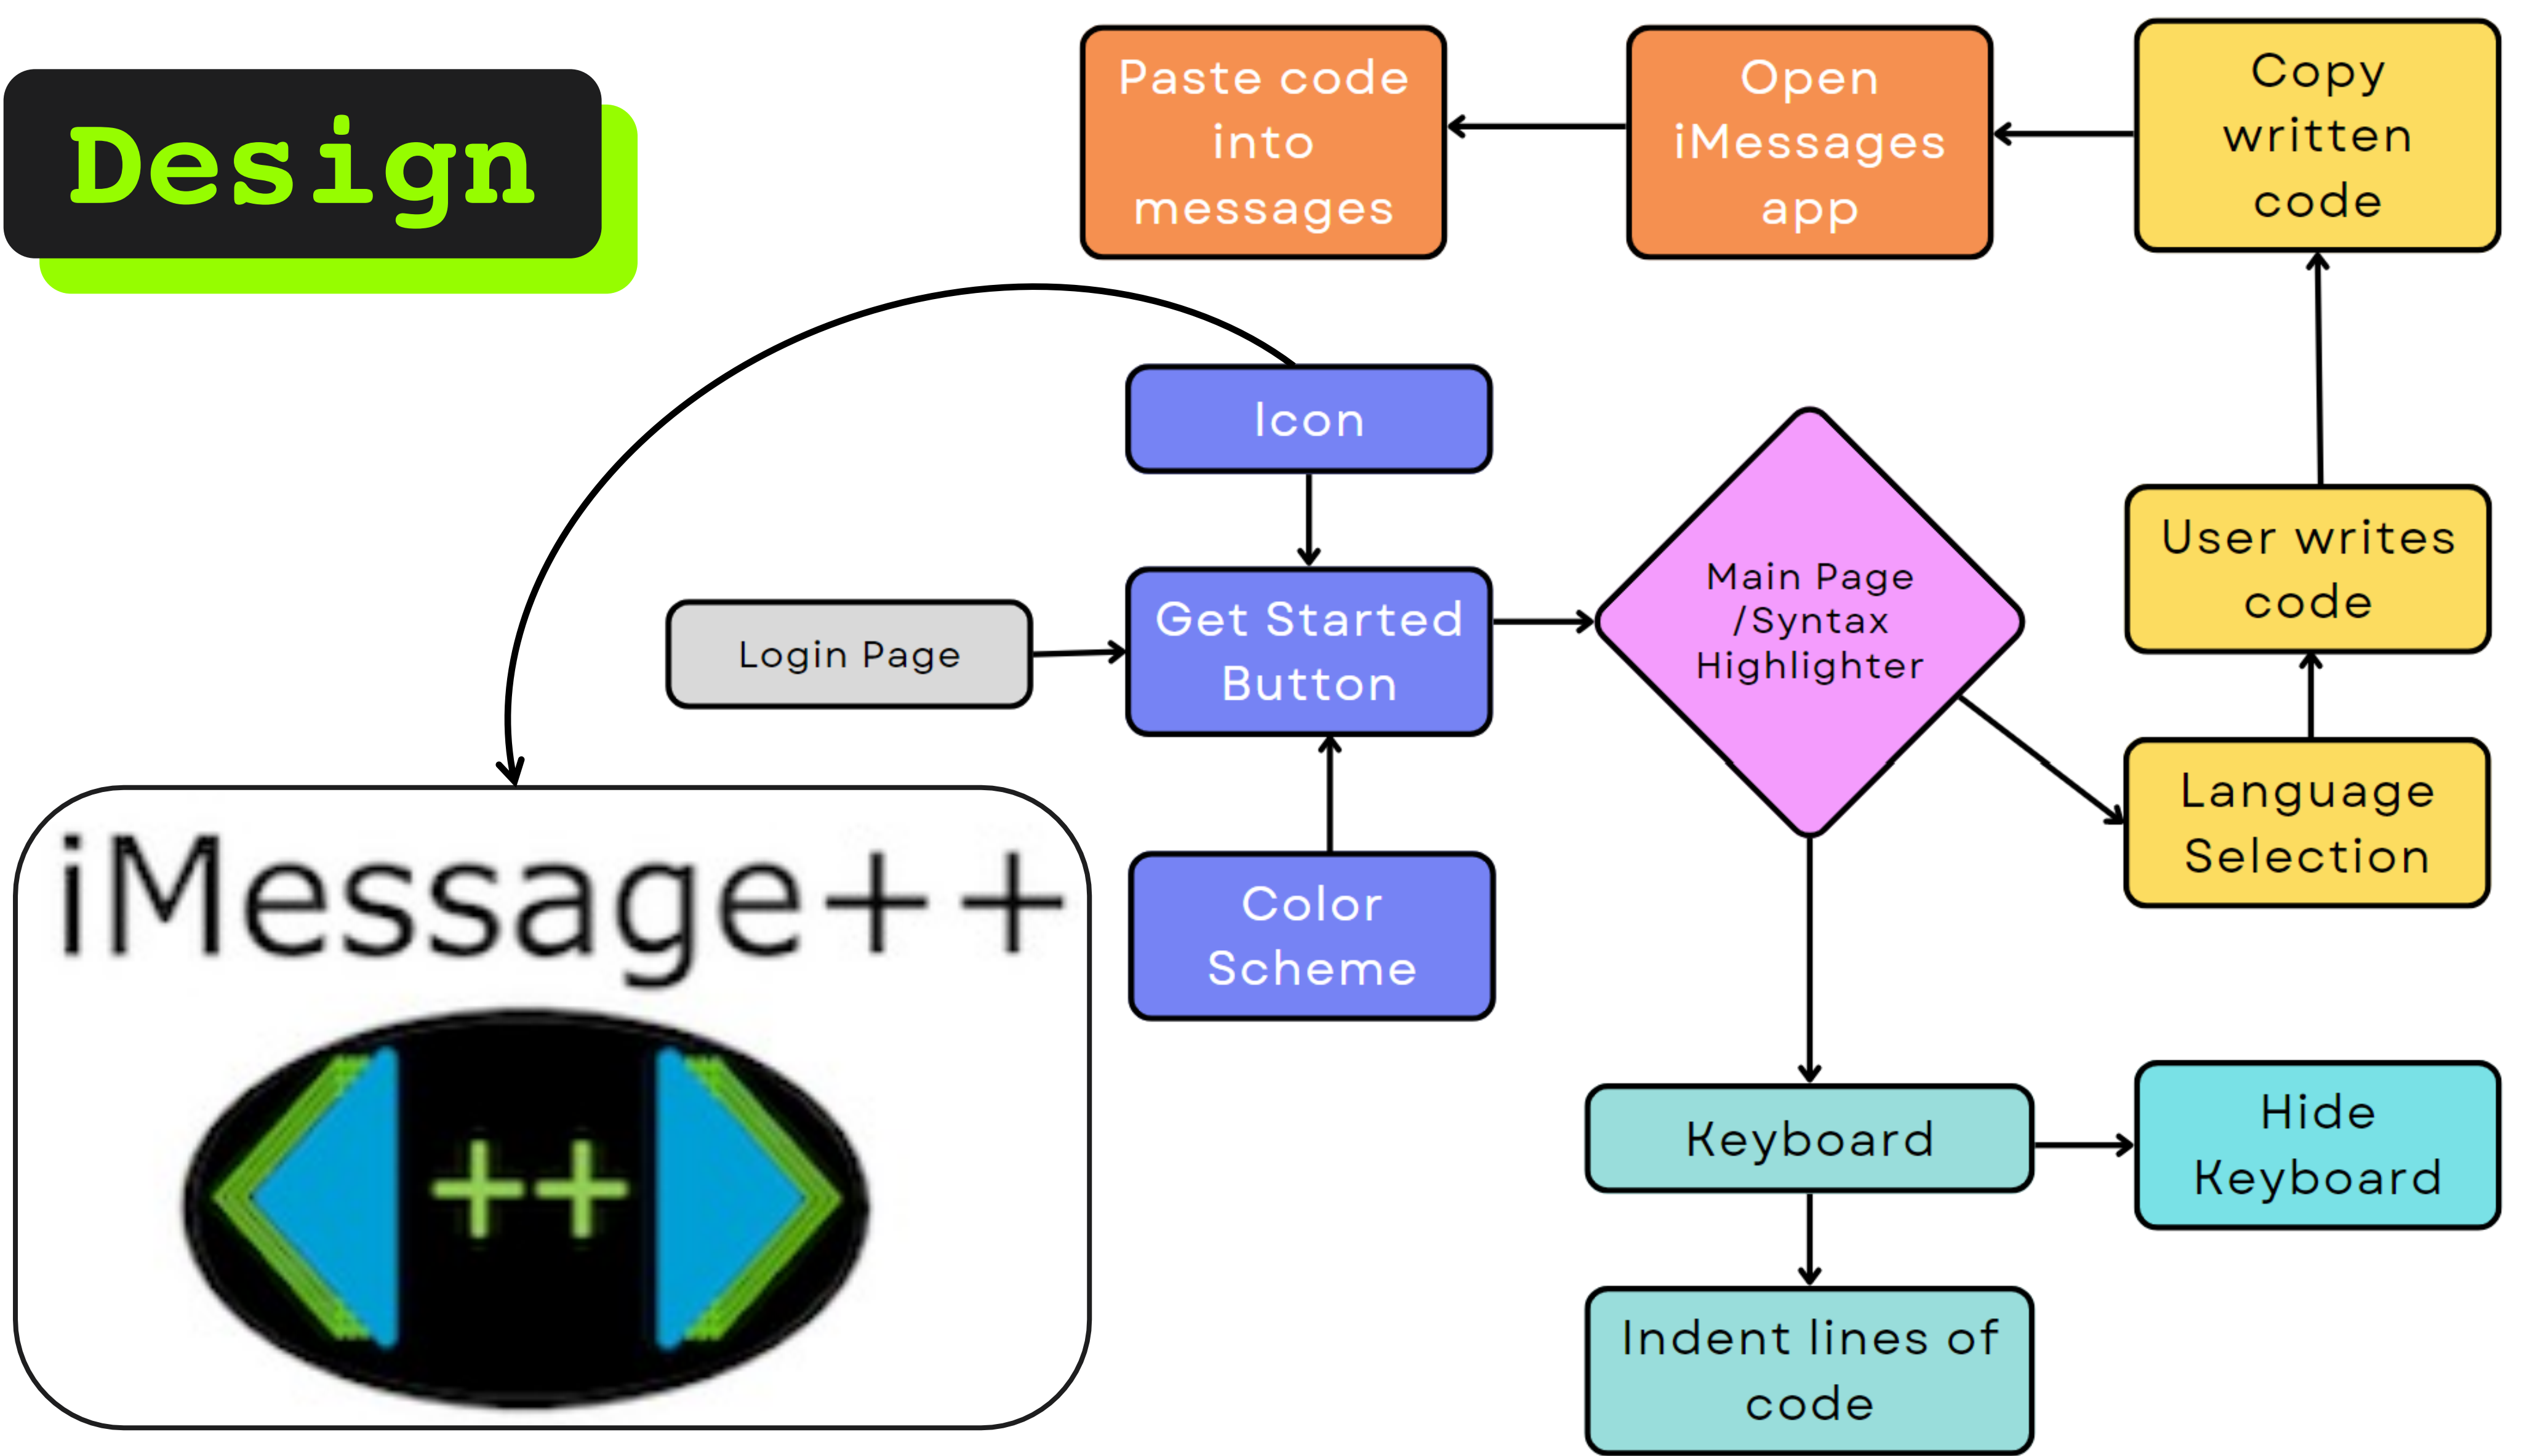 Design
Paste code
into
messages
Open
iMessages
app
Copy
written
code
Icon
Login Page
Get Started
Button
Main Page
/Syntax
Highlighter
User writes
code
Language
Selection
Color
Scheme
iMessage++
++
Keyboard
Hide
Keyboard
Indent lines of
code